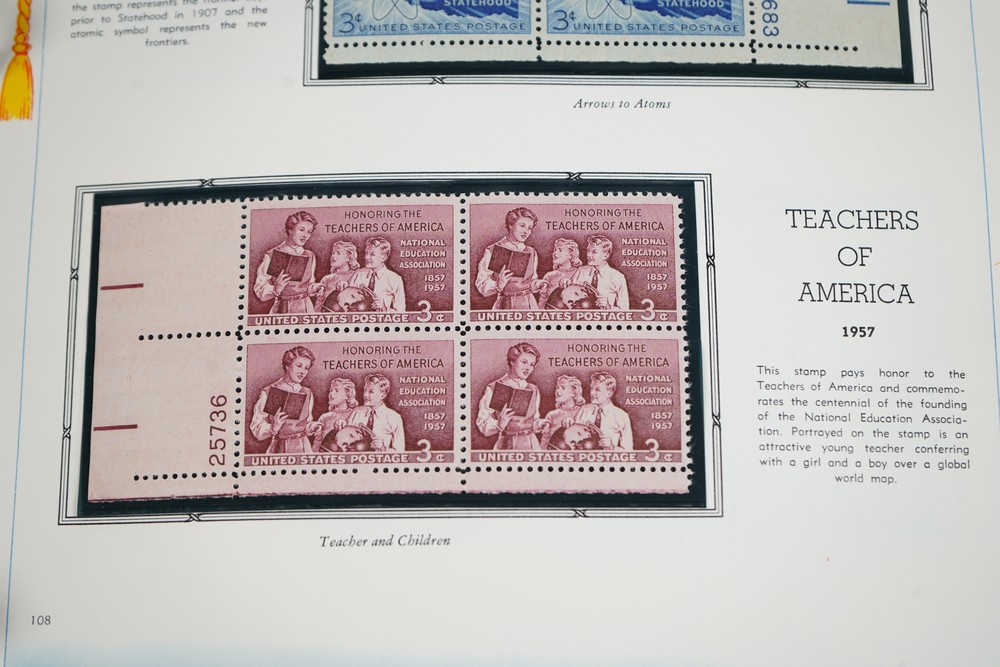 the stamp represents the
prior to Statehood in 1907 and the
atomic symbol represents the new
frontiers.
STATEHOOD
3¢ UNITED STATES POSTAGE
STATEHOOD
3¢ UNITED STATES POSTAGE
683
Arrows to Atoms
HONORING THE
TEACHERS OF AMERICA
NATIONAL
EDUCATION
ASSOCIATION
1857
1957
3¢
UNITED STATES POSTAGE
HONORING THE
TEACHERS OF AMERICA
NATIONAL
EDUCATION
ASSOCIATION
1857
1957
3¢
UNITED STATES POSTAGE
HONORING THE
TEACHERS OF AMERICA
NATIONAL
EDUCATION
ASSOCIATION
1857
1957
3¢
UNITED STATES POSTAGE
HONORING THE
TEACHERS OF AMERICA
NATIONAL
EDUCATION
ASSOCIATION
1857
1957
3¢
UNITED STATES POSTAGE
25736
Teacher and Children
TEACHERS
OF
AMERICA
1957
This stamp pays honor to the
Teachers of America and commemo-
rates the centennial of the founding
of the National Education Associa-
tion. Portrayed on the stamp is an
attractive young teacher conferring
with a girl and a boy over a global
world map.
108